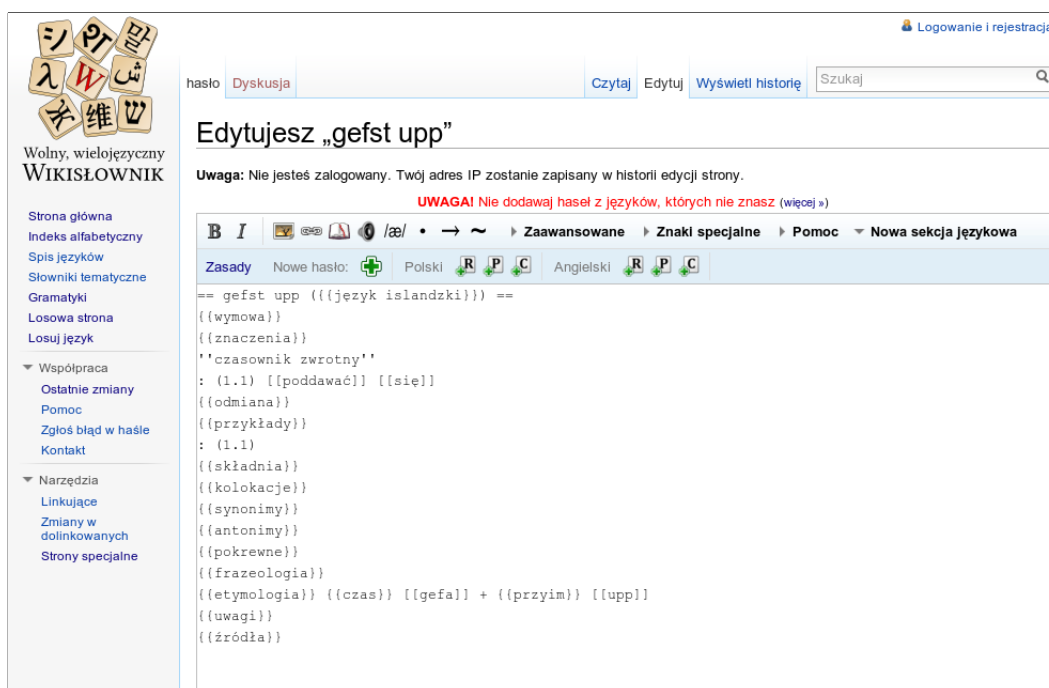 Logowanie i rejestracja
シ ወ 말
λ W ش
ж 维 ש
Wolny, wielojęzyczny
WIKISŁOWNIK
hasło Dyskusja Czytaj Edytuj Wyświetl historię Szukaj
Edytujesz „gefst upp”
Uwaga: Nie jesteś zalogowany. Twój adres IP zostanie zapisany w historii edycji strony.
UWAGA! Nie dodawaj haseł z języków, których nie znasz (więcej »)
B I /æ/ • → ~ Zaawansowane Znaki specjalne Pomoc Nowa sekcja językowa
Zasady Nowe hasło: Polski R P C Angielski R P C
Strona główna
Indeks alfabetyczny
Spis języków
Słowniki tematyczne
Gramatyki
Losowa strona
Losuj język
Współpraca
Ostatnie zmiany
Pomoc
Zgłoś błąd w haśle
Kontakt
Narzędzia
Linkujące
Zmiany w
dolinkowanych
Strony specjalne
== gefst upp ({{język islandzki}}) ==
{{wymowa}}
{{znaczenia}}
''czasownik zwrotny''
: (1.1) [[poddawać]] [[się]]
{{odmiana}}
{{przykłady}}
: (1.1)
{{składnia}}
{{kolokacje}}
{{synonimy}}
{{antonimy}}
{{pokrewne}}
{{frazeologia}}
{{etymologia}} {{czas}} [[gefa]] + {{przyim}} [[upp]]
{{uwagi}}
{{źródła}}